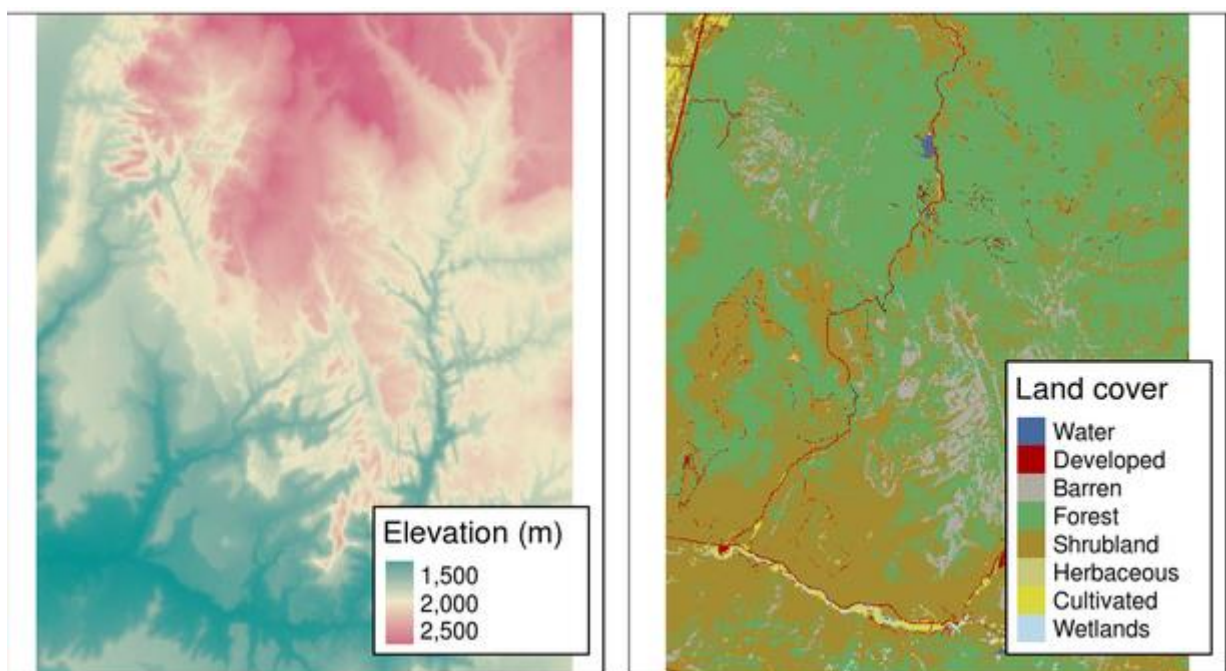 Elevation (m)
1,500
2,000
2,500
Land cover
Water
Developed
Barren
Forest
Shrubland
Herbaceous
Cultivated
Wetlands